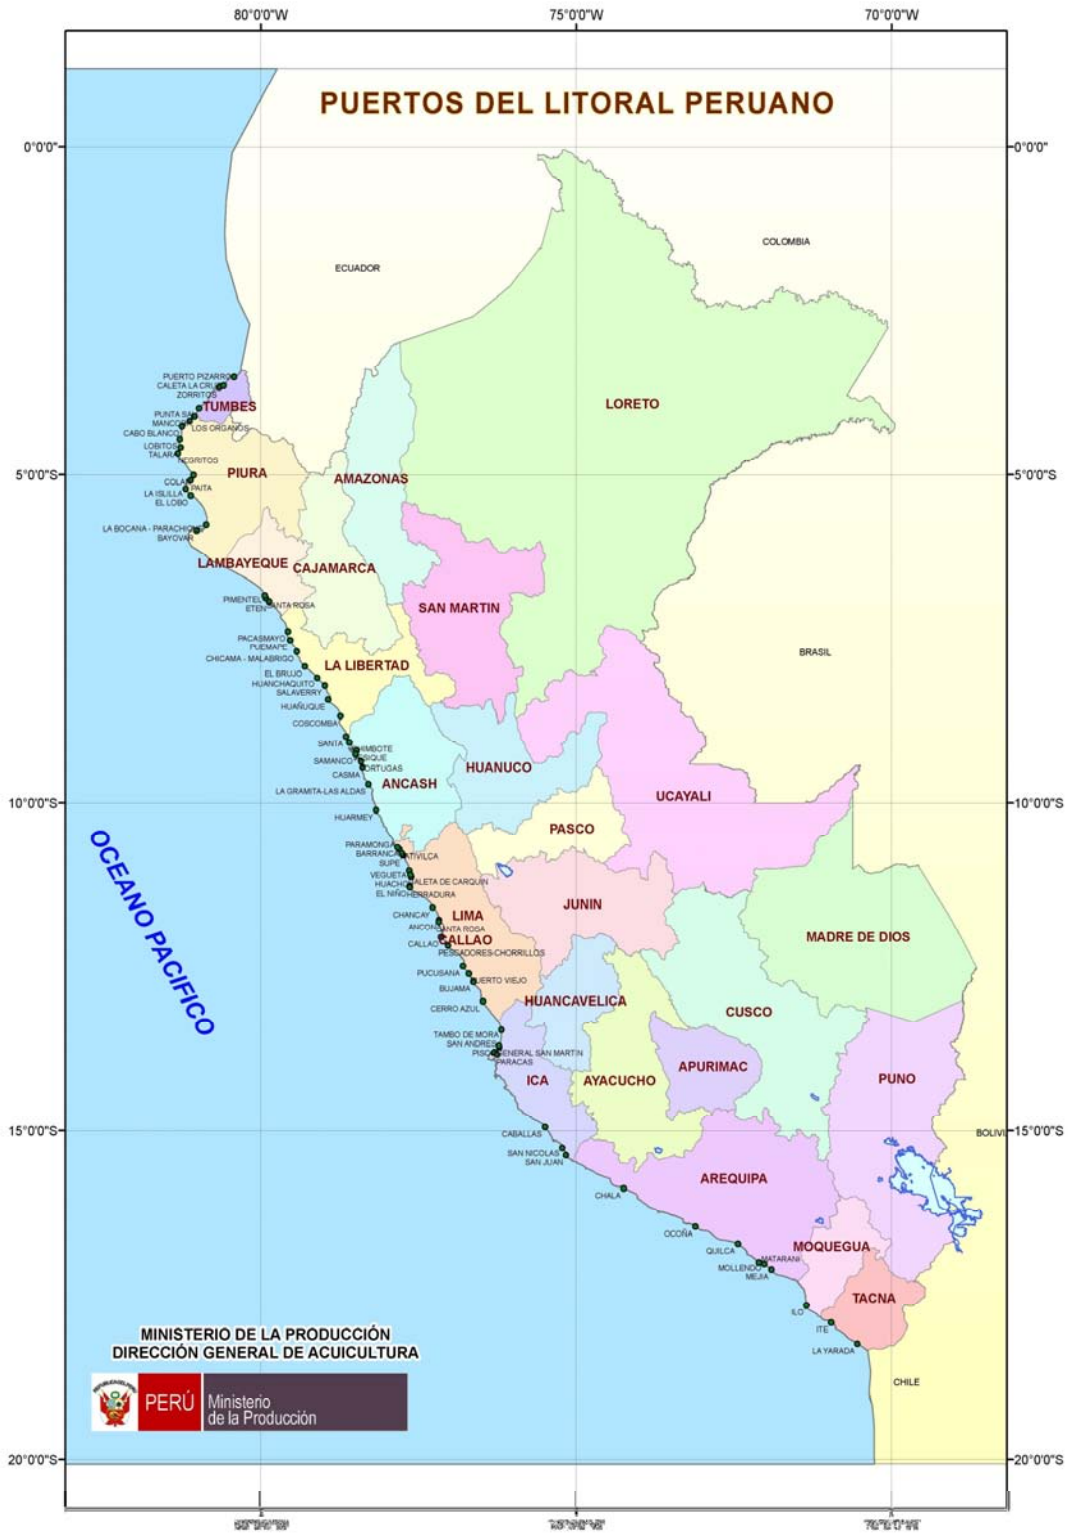 80°0'0"W 75°0'0"W 70°0'0"W
PUERTOS DEL LITORAL PERUANO
0°0'0" 0°0'0"
COLOMBIA
ECUADOR
PUERTO PIZARRO
CALETA LA CRUZ
ZORRITOS
TUMBES
LORETO
PUNTA SAL
MANCORA
LOS ORGANOS
CABO BLANCO
LOBITOS
TALARA
NEGRITOS
5°0'0"S 5°0'0"S
PIURA
AMAZONAS
COLAN
PAITA
LA ISLILLA
EL LOBO
LA BOCANA - PARACHIQUE
BAYOVAR
LAMBAYEQUE
CAJAMARCA
PIMENTEL
SANTA ROSA
ETEN
SAN MARTIN
PACASMAYO
PUEMAPE
CHICAMA - MALABRIGO
BRASIL
LA LIBERTAD
EL BRUJO
HUANCHAQUITO
SALAVERRY
HUAÑUQUE
COSCOMBA
SANTA
CHIMBOTE
SAMANCO
TORTUGAS
CASMA
HUANUCO
ANCASH
LA GRAMITA-LAS ALDAS
UCAYALI
10°0'0"S 10°0'0"S
HUARMEY
PASCO
OCEANO PACIFICO
PARAMONGA
BARRANCA
PATIVILCA
SUPE
VEGUETA
HUACHO
CALETA DE CARQUIN
EL NIÑO
HERRADURA
JUNIN
CHANCAY
LIMA
ANCON
SANTA ROSA
CALLAO
CALLAO
PESCADORES-CHORRILLOS
MADRE DE DIOS
PUCUSANA
PUERTO VIEJO
BUJAMA
CERRO AZUL
HUANCAVELICA
CUSCO
TAMBO DE MORA
SAN ANDRES
PISCO
GENERAL SAN MARTIN
PARACAS
ICA
AYACUCHO
APURIMAC
PUNO
15°0'0"S 15°0'0"S
CABALLAS
BOLIVI
SAN NICOLAS
SAN JUAN
AREQUIPA
CHALA
OCOÑA
QUILCA
MOQUEGUA
MATARANI
MOLLENDO
MEJIA
TACNA
ILO
ITE
LA YARADA
MINISTERIO DE LA PRODUCCIÓN
DIRECCIÓN GENERAL DE ACUICULTURA
CHILE
REPUBLICA DEL PERU
PERÚ
Ministerio
de la Producción
20°0'0"S 20°0'0"S